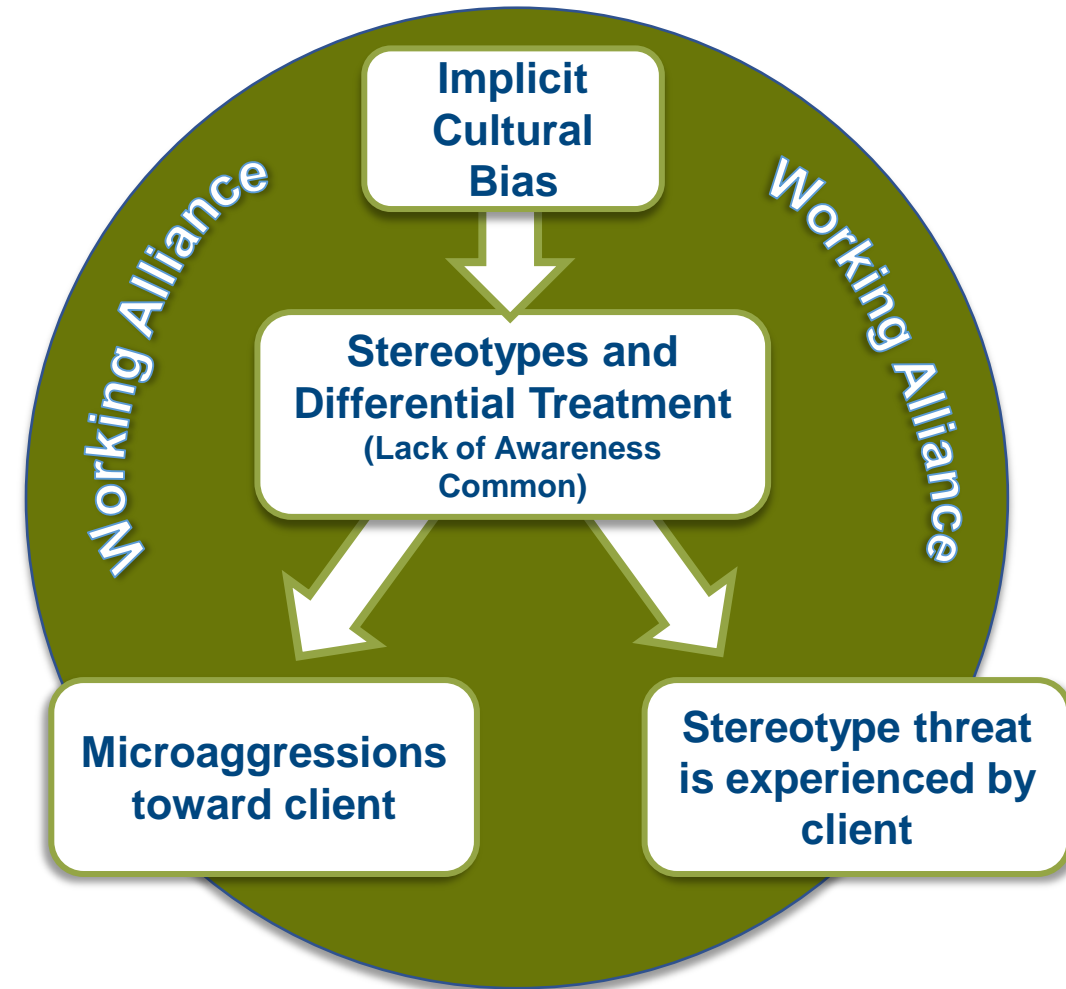 Implicit
Cultural
Bias
Working Alliance
Working Alliance
Stereotypes and
Differential Treatment
(Lack of Awareness
Common)
Microaggressions
toward client
Stereotype threat
is experienced by
client